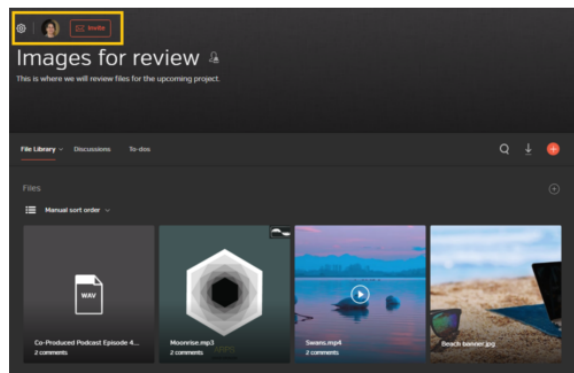 Invite
Images for review
This is where we will review files for the upcoming project.
File Library Discussions To-dos
Files
Manual sort order
WAV
Co-Produced Podcast Episode 4...
2 comments
Moonrise.mp3
2 comments
Swans.mp4
2 comments
Beach banner.jpg